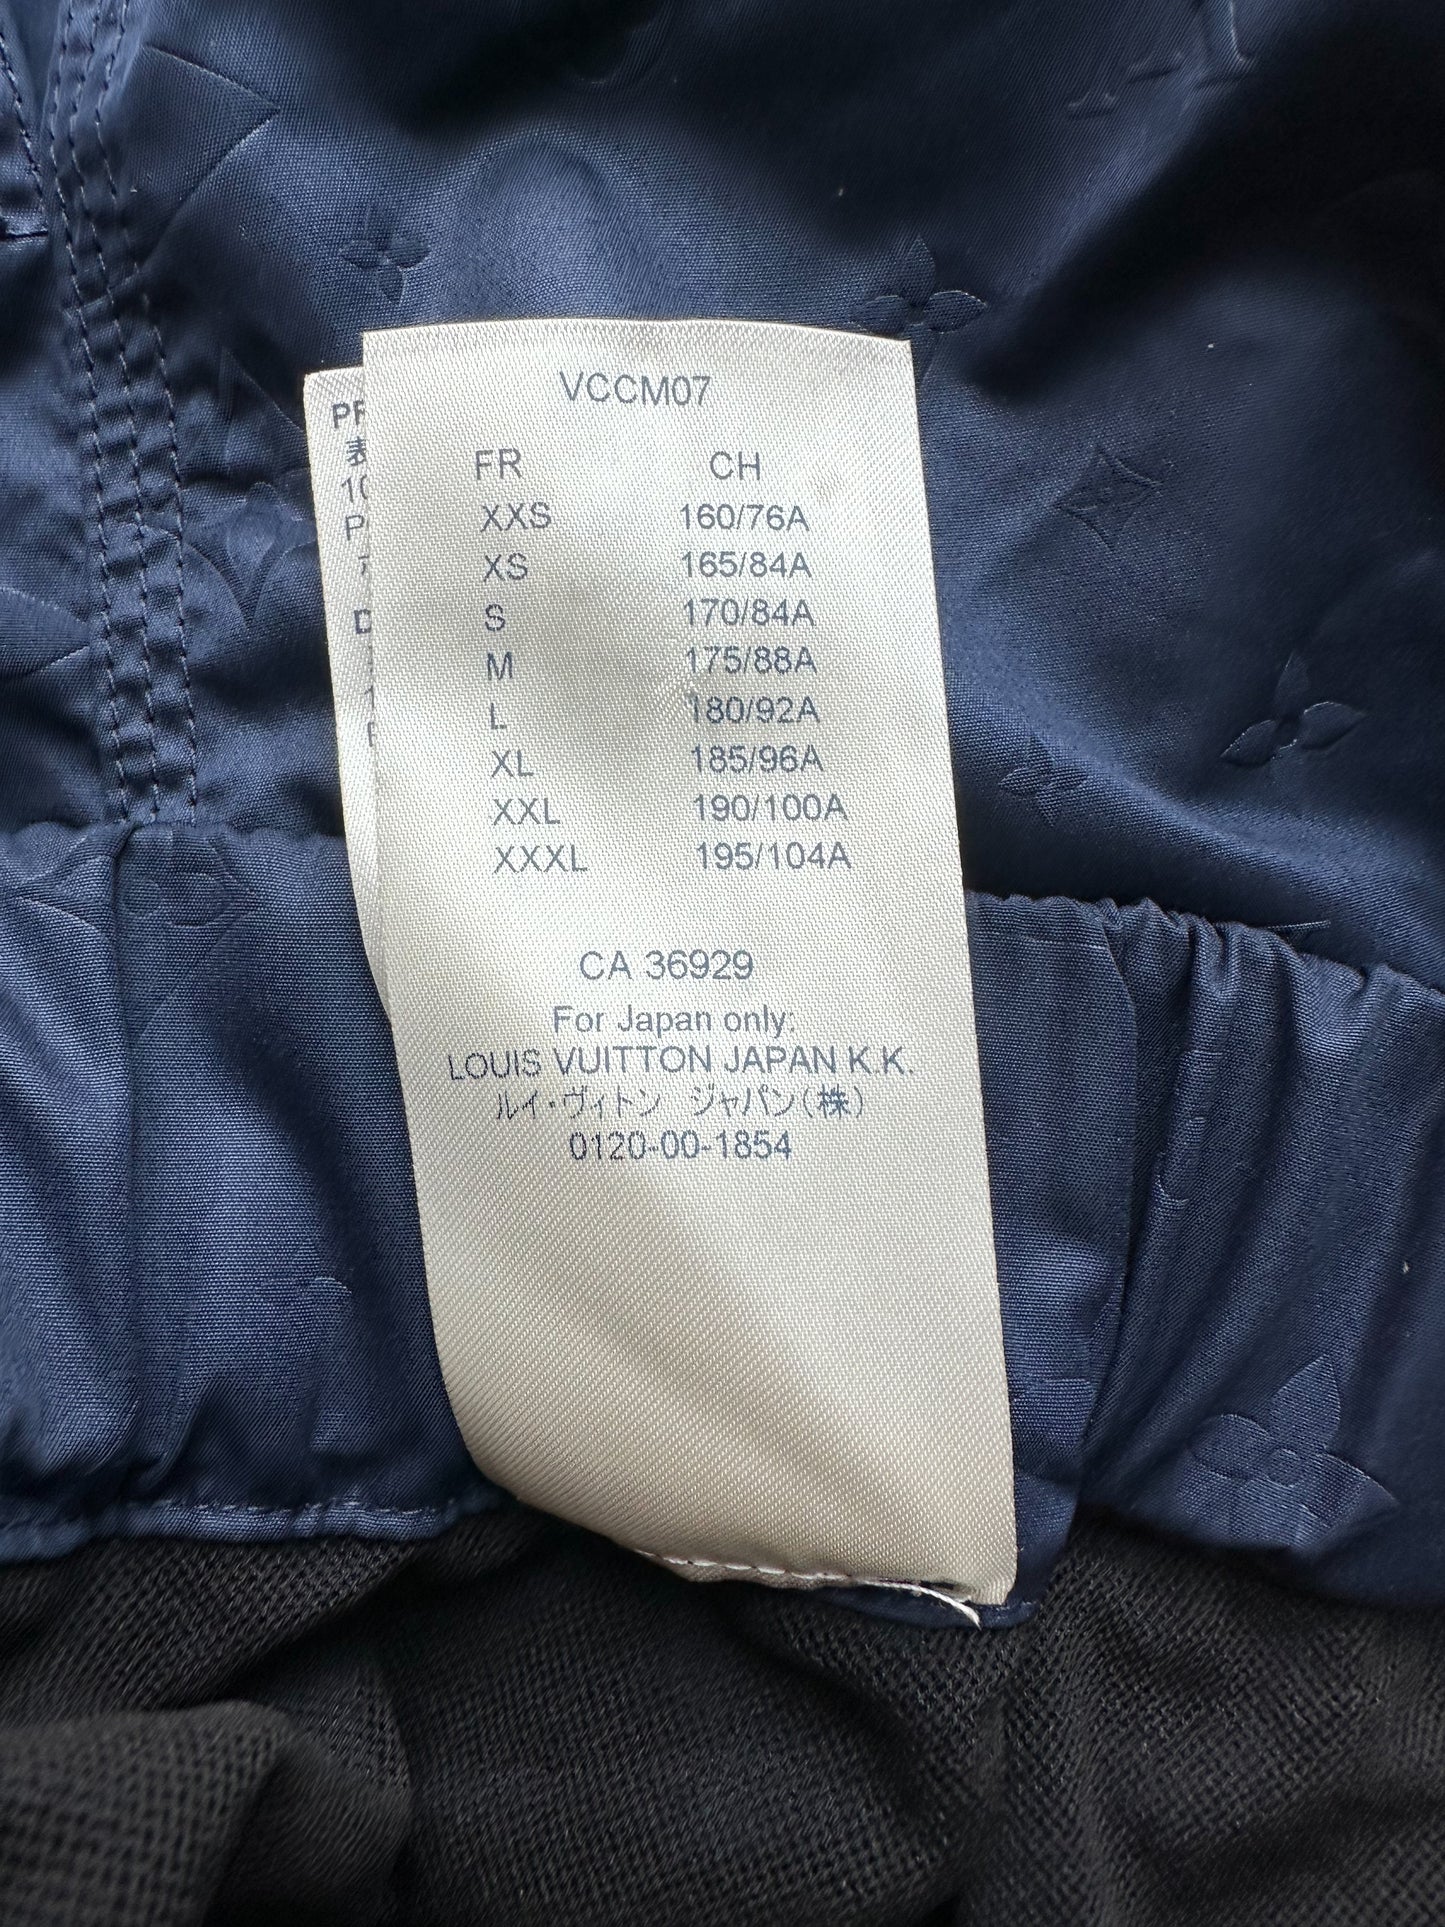 VCCM07
FR CH
XXS 160/76A
XS 165/84A
S 170/84A
M 175/88A
L 180/92A
XL 185/96A
XXL 190/100A
XXXL 195/104A
CA 36929
For Japan only:
LOUIS VUITTON JAPAN K.K.
ルイ・ヴィトン ジャパン(株)
0120-00-1854